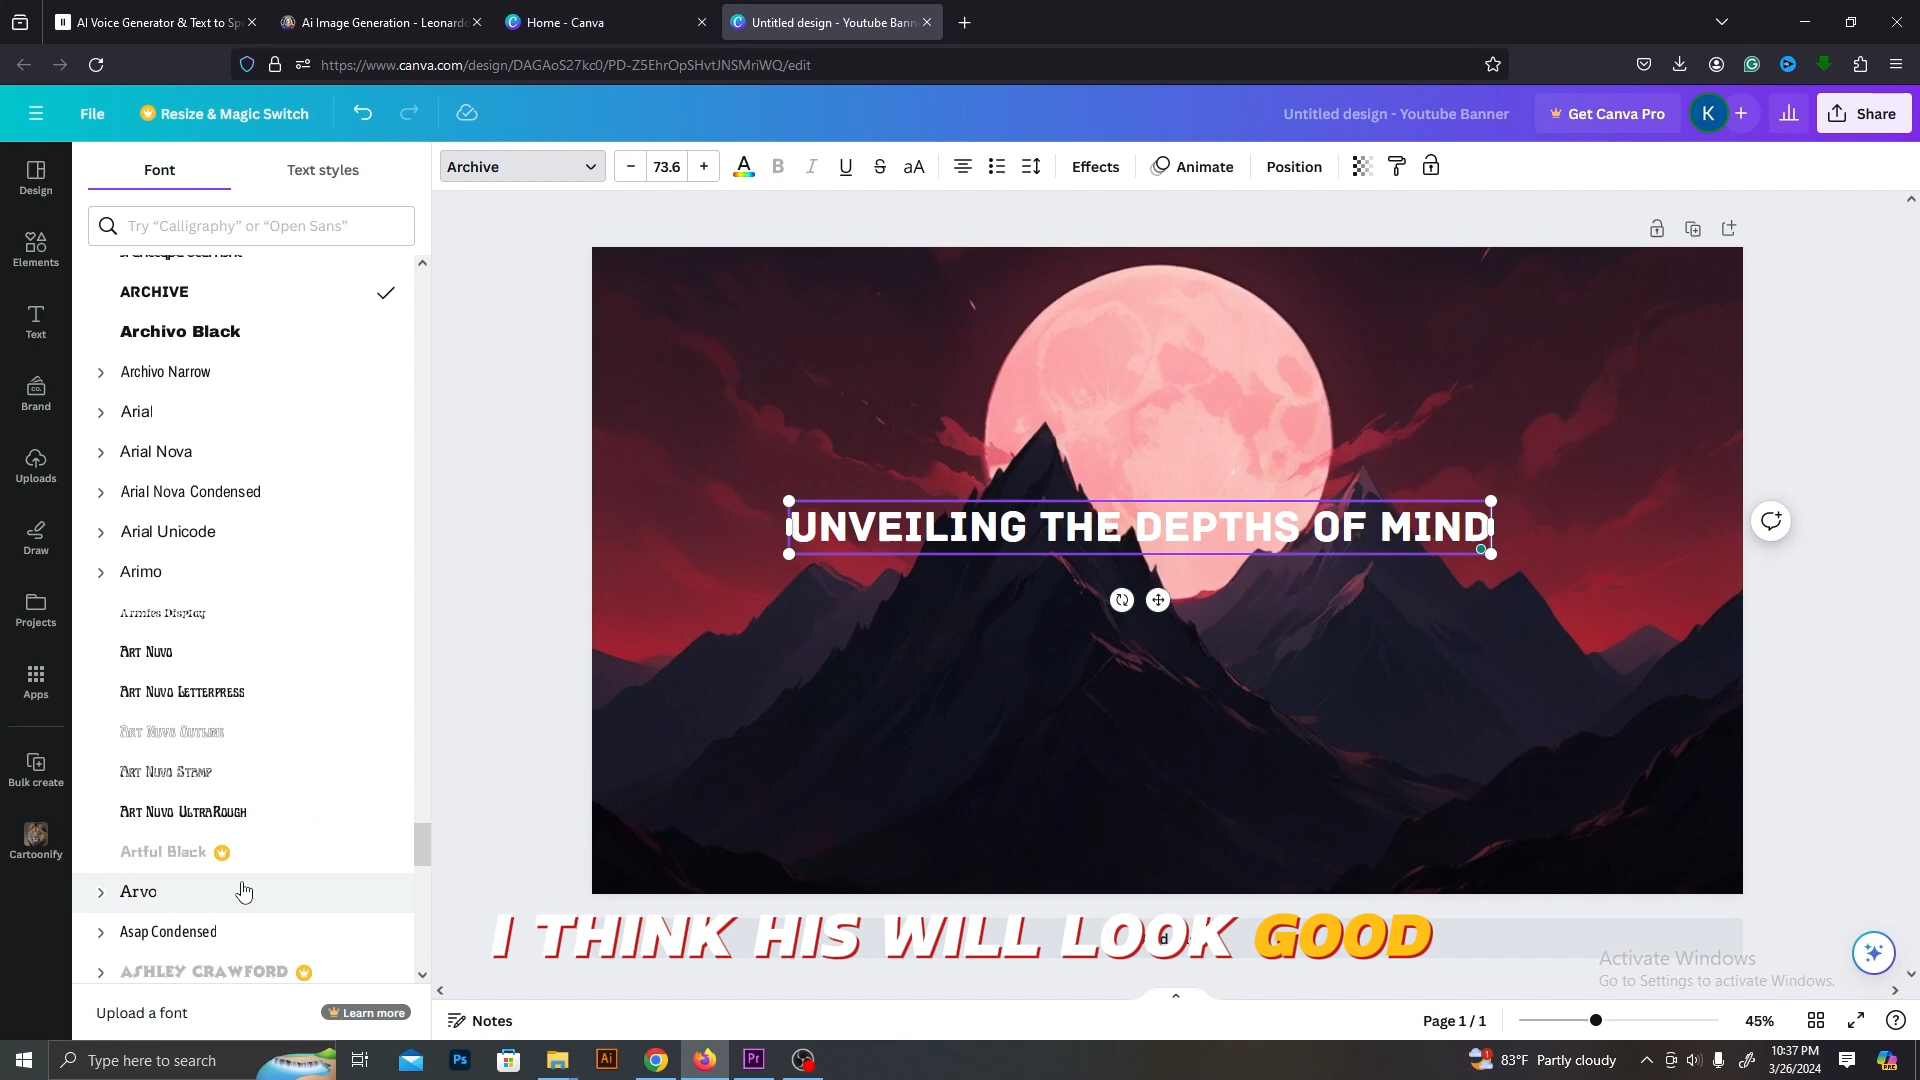 AI Voice Generator & Text to Sp
Ai Image Generation - Leonardo
Home - Canva
Untitled design - Youtube Bann
https://www.canva.com/design/DAGAoS27kc0/PD-Z5EhrOpSHvtJNSMriWQ/edit
File
Resize & Magic Switch
Untitled design - Youtube Banner
Get Canva Pro
K
Share
Design
Elements
Text
Brand
Uploads
Draw
Projects
Apps
Bulk create
Cartoonify
Font
Text styles
Try “Calligraphy” or “Open Sans”
ARCHIVE
Archivo Black
Archivo Narrow
Arial
Arial Nova
Arial Nova Condensed
Arial Unicode
Arimo
Armies Display
Art Nuvo
Art Nuvo Letterpress
Art Nuvo Outline
Art Nuvo Stamp
Art Nuvo UltraRough
Artful Black
Arvo
Asap Condensed
ASHLEY CRAWFORD
Upload a font
Learn more
Archive
73.6
A B I U S aA
Effects
Animate
Position
UNVEILING THE DEPTHS OF MIND
I THINK HIS WILL LOOK GOOD
Activate Windows
Go to Settings to activate Windows.
Notes
Page 1 / 1
45%
Type here to search
83°F Partly cloudy
10:37 PM
3/26/2024